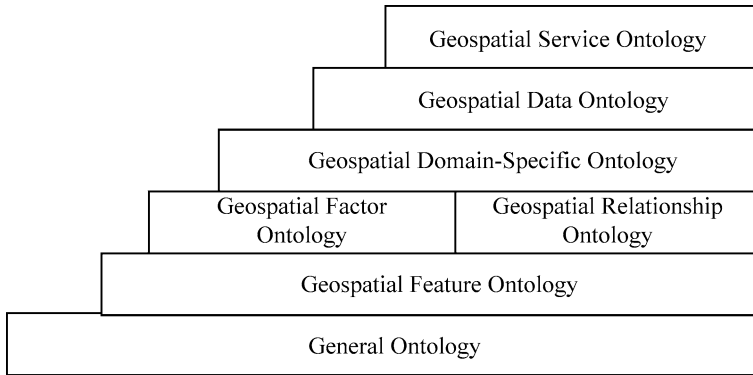 Geospatial Service Ontology
Geospatial Data Ontology
Geospatial Domain-Specific Ontology
Geospatial Factor
Ontology
Geospatial Relationship
Ontology
Geospatial Feature Ontology
General Ontology